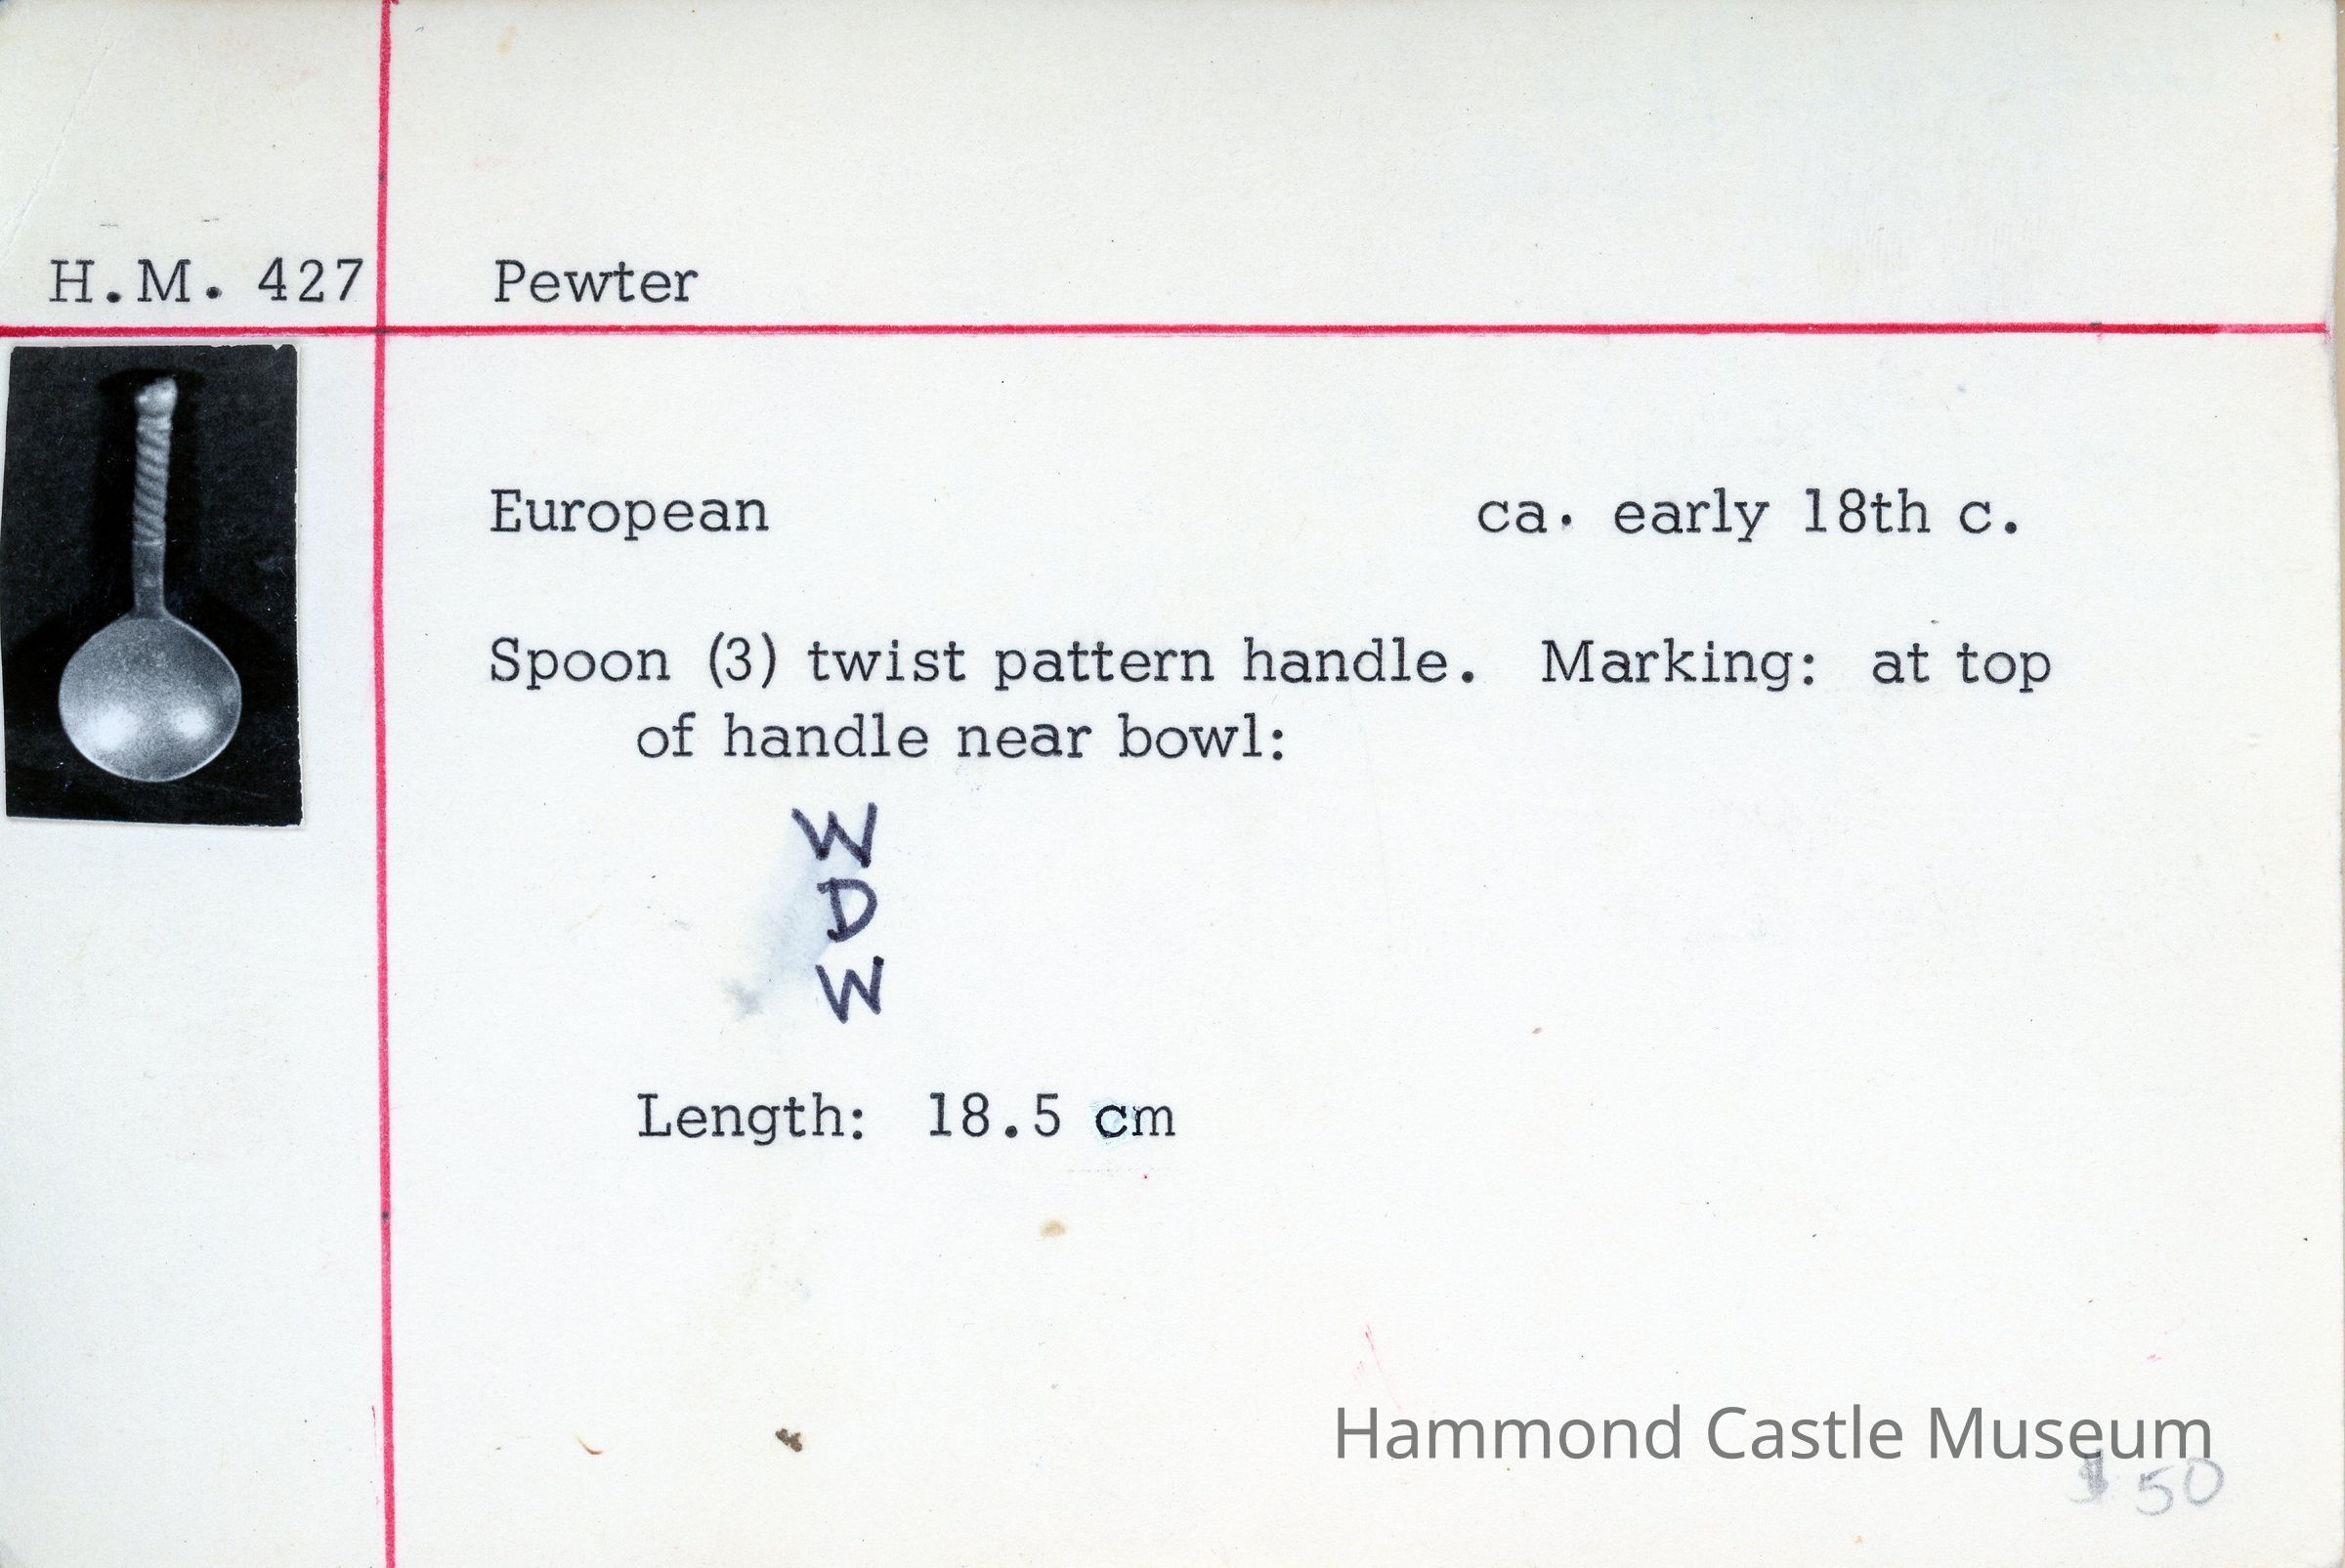 H.M. 427 Pewter
European ca. early 18th c.
Spoon (3) twist pattern handle. Marking: at top
of handle near bowl:
W
D
W
Length: 18.5 cm
Hammond Castle Museum
$50